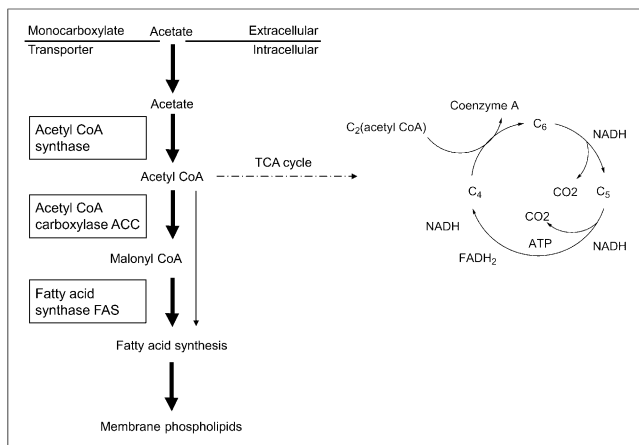 Monocarboxylate Acetate Extracellular
Transporter Intracellular
Acetate
Acetyl CoA
synthase
Acetyl CoA
TCA cycle
Acetyl CoA
carboxylase ACC
Malonyl CoA
Fatty acid
synthase FAS
Fatty acid synthesis
Membrane phospholipids
Coenzyme A
C₂(acetyl CoA)
C₆
NADH
C₄
CO2
C₅
CO2
NADH
ATP
NADH
FADH₂